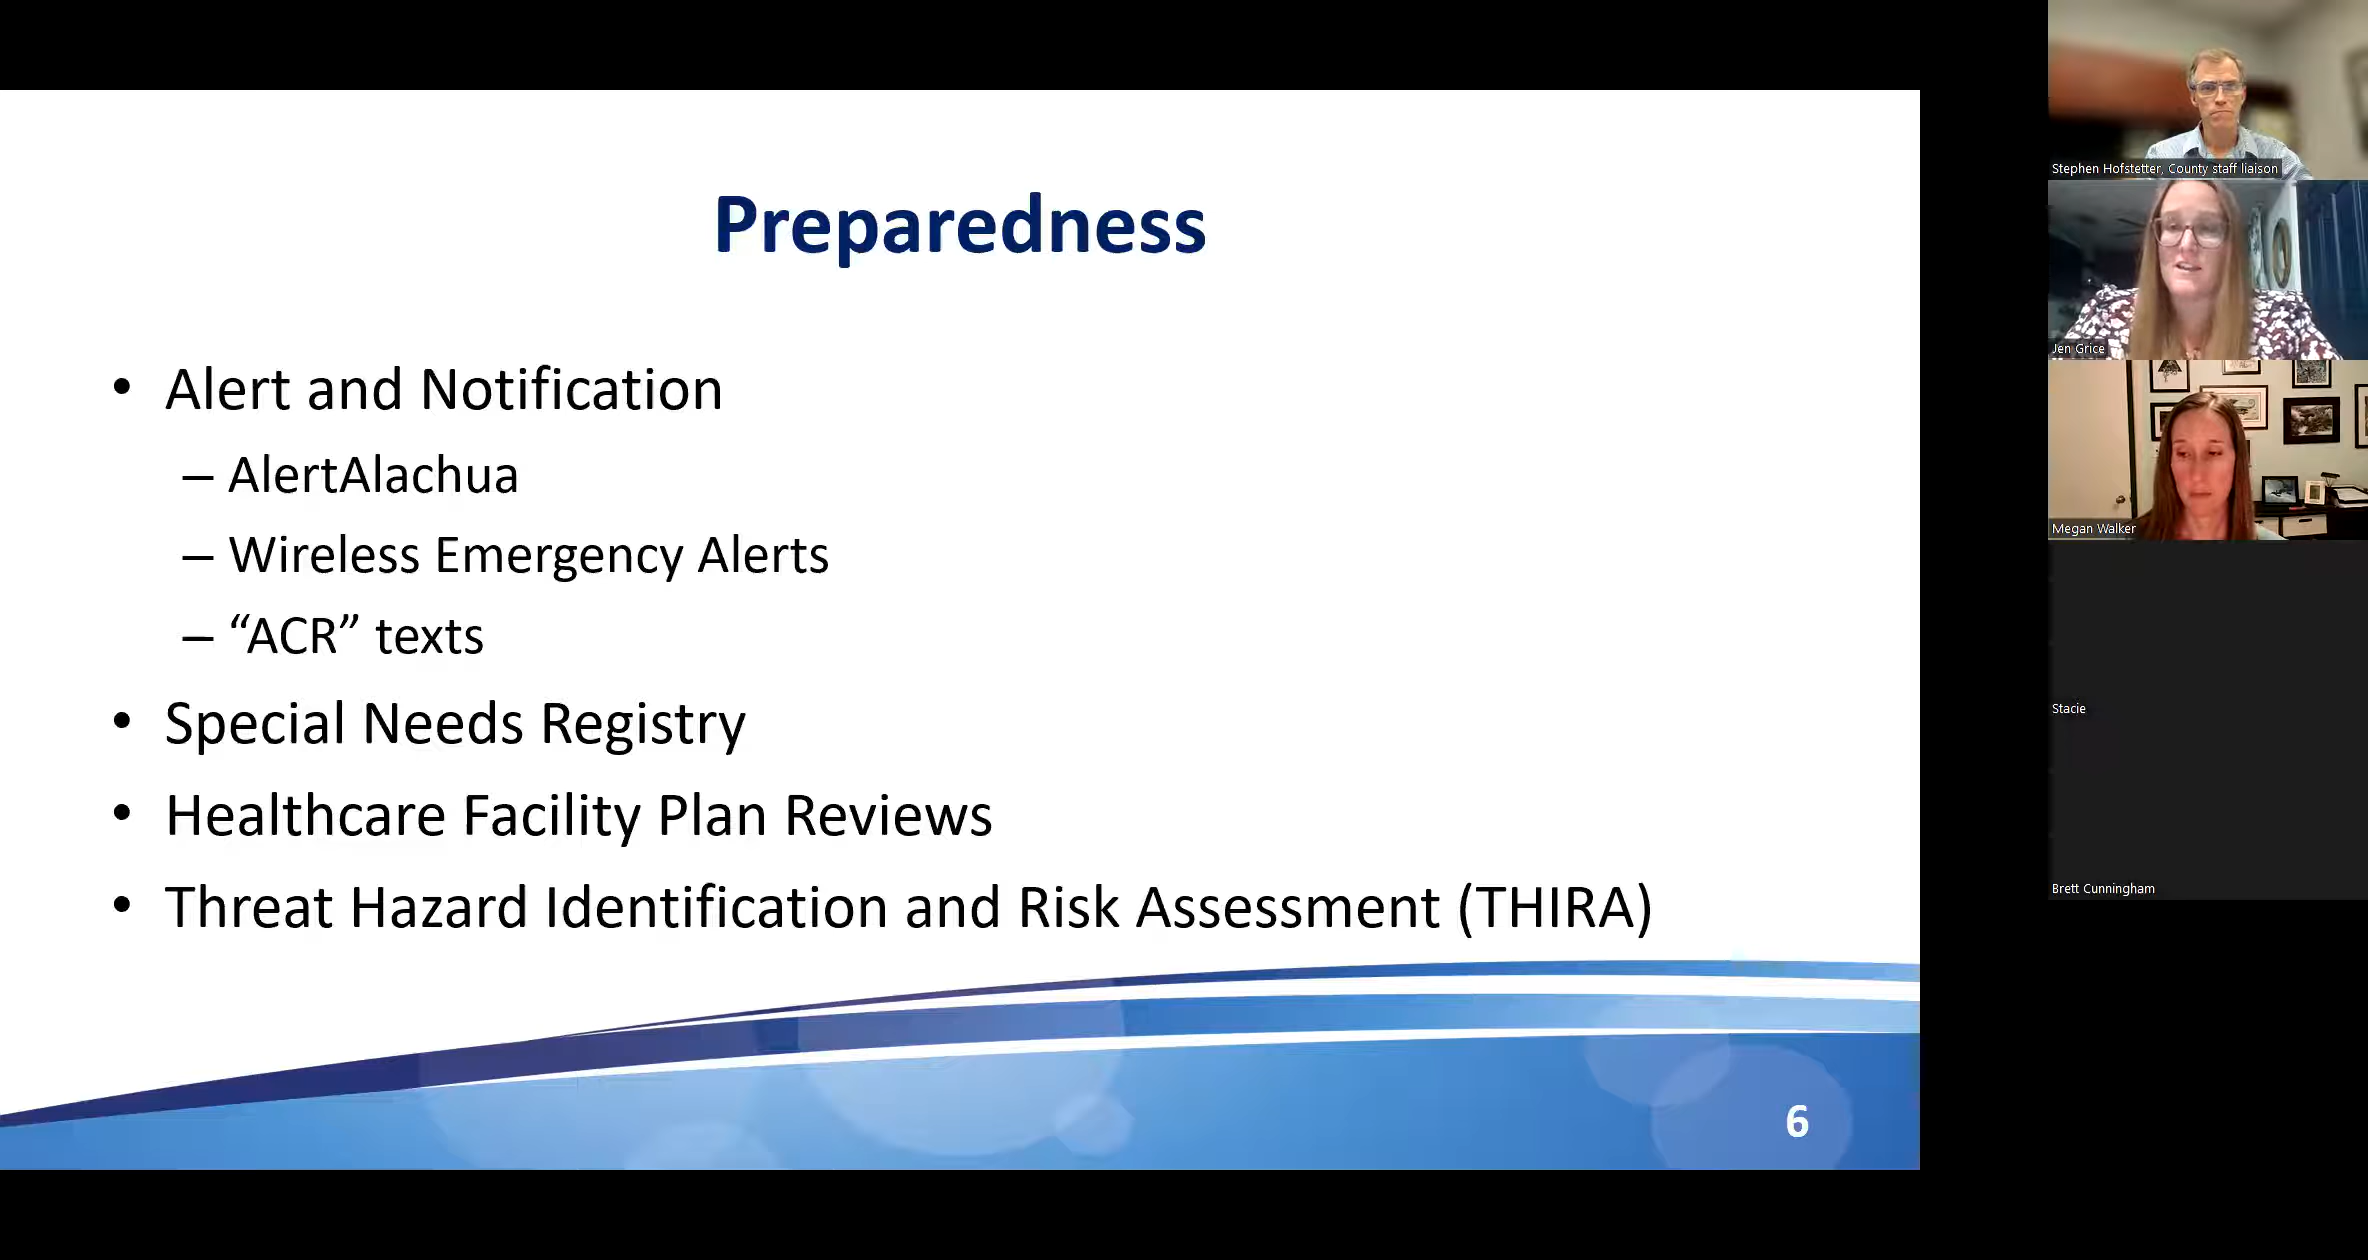 Preparedness
• Alert and Notification
– AlertAlachua
– Wireless Emergency Alerts
– “ACR” texts
• Special Needs Registry
• Healthcare Facility Plan Reviews
• Threat Hazard Identification and Risk Assessment (THIRA)
6
Stephen Hofstetter, County staff liaison
Jen Grice
Megan Walker
Stacie
Brett Cunningham